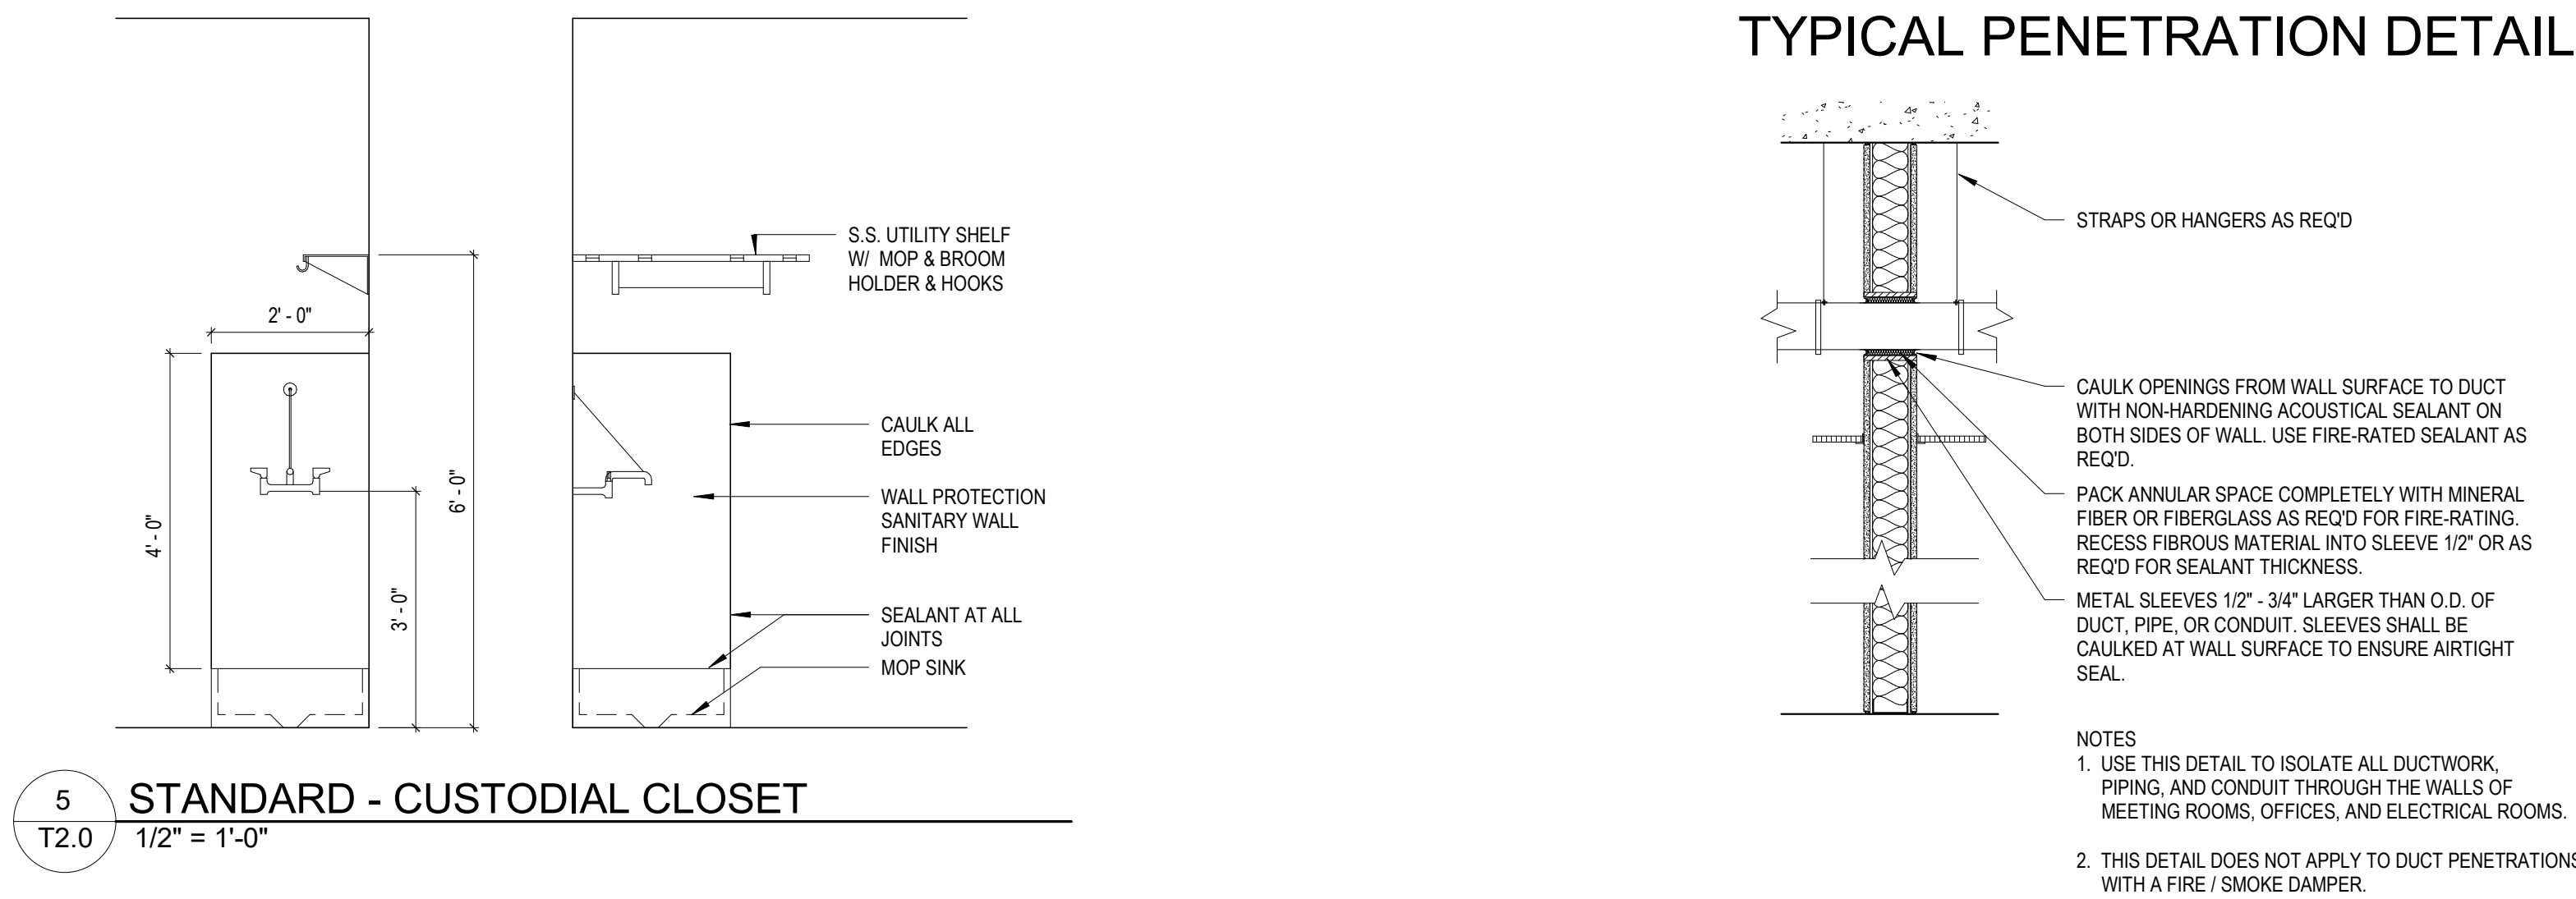 2' - 0"
4' - 0"
3' - 0"
6' - 0"
S.S. UTILITY SHELF
W/ MOP & BROOM
HOLDER & HOOKS
CAULK ALL
EDGES
WALL PROTECTION
SANITARY WALL
FINISH
SEALANT AT ALL
JOINTS
MOP SINK
5
T2.0
STANDARD - CUSTODIAL CLOSET
1/2" = 1'-0"
TYPICAL PENETRATION DETAIL
STRAPS OR HANGERS AS REQ'D
CAULK OPENINGS FROM WALL SURFACE TO DUCT
WITH NON-HARDENING ACOUSTICAL SEALANT ON
BOTH SIDES OF WALL. USE FIRE-RATED SEALANT AS
REQ'D.
PACK ANNULAR SPACE COMPLETELY WITH MINERAL
FIBER OR FIBERGLASS AS REQ'D FOR FIRE-RATING.
RECESS FIBROUS MATERIAL INTO SLEEVE 1/2" OR AS
REQ'D FOR SEALANT THICKNESS.
METAL SLEEVES 1/2" - 3/4" LARGER THAN O.D. OF
DUCT, PIPE, OR CONDUIT. SLEEVES SHALL BE
CAULKED AT WALL SURFACE TO ENSURE AIRTIGHT
SEAL.
NOTES
1. USE THIS DETAIL TO ISOLATE ALL DUCTWORK,
PIPING, AND CONDUIT THROUGH THE WALLS OF
MEETING ROOMS, OFFICES, AND ELECTRICAL ROOMS.
2. THIS DETAIL DOES NOT APPLY TO DUCT PENETRATIONS
WITH A FIRE / SMOKE DAMPER.